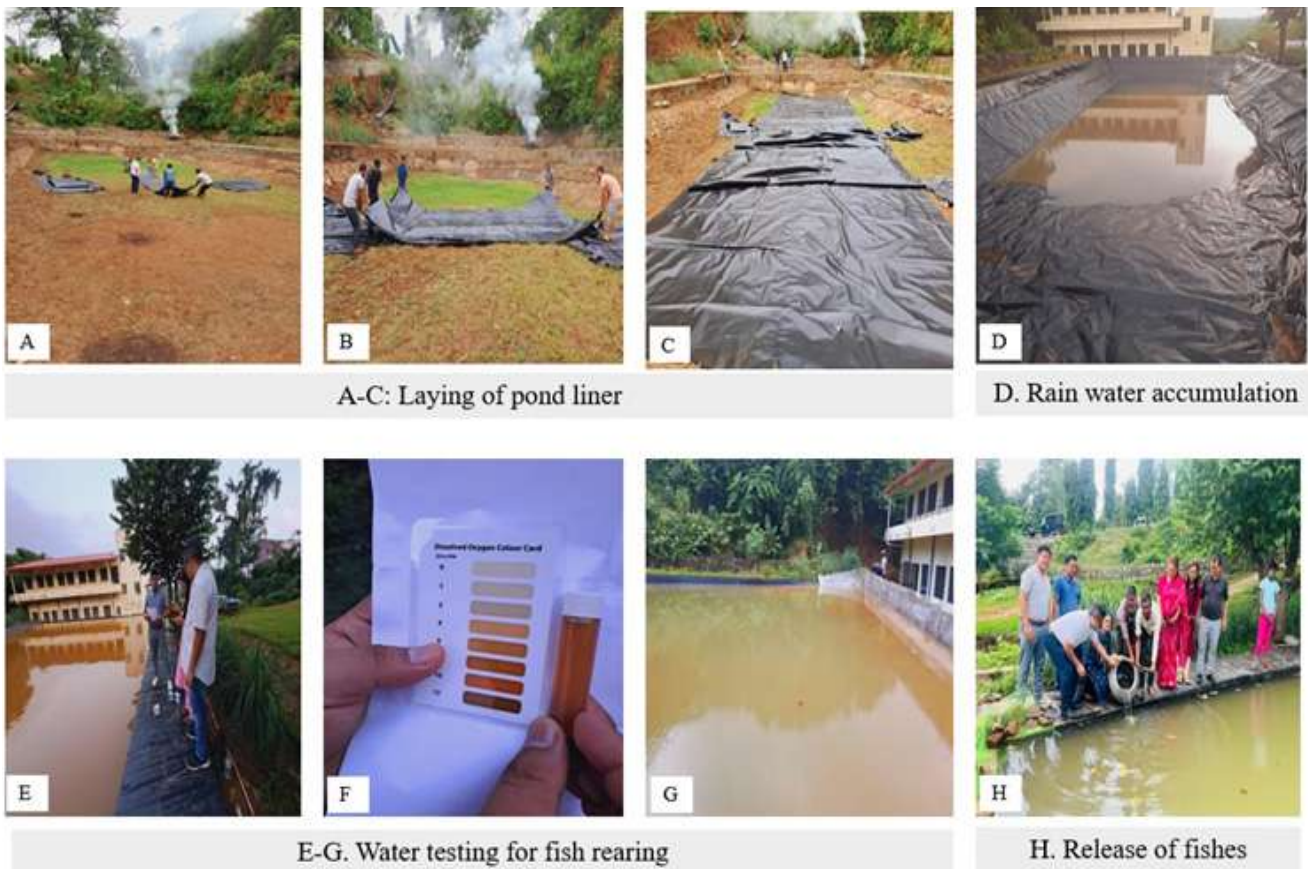 A
B
C
D
A-C: Laying of pond liner
D. Rain water accumulation
Dissolved Oxygen Colour Card
E
F
G
H
E-G. Water testing for fish rearing
H. Release of fishes